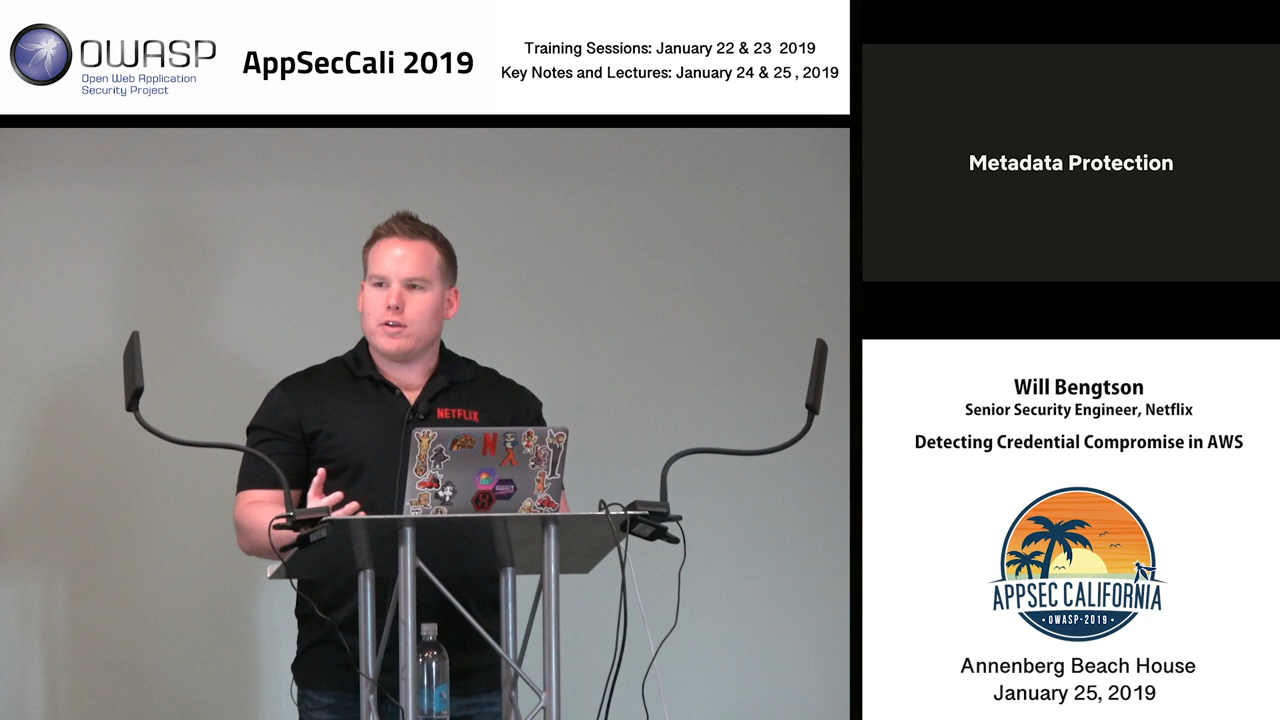 OWASP
Open Web Application
Security Project
AppSecCali 2019
Training Sessions: January 22 & 23 2019
Key Notes and Lectures: January 24 & 25 , 2019
Metadata Protection
NETFLIX
N
Will Bengtson
Senior Security Engineer, Netflix
Detecting Credential Compromise in AWS
APPSEC CALIFORNIA
• OWASP-2019 •
Annenberg Beach House
January 25, 2019